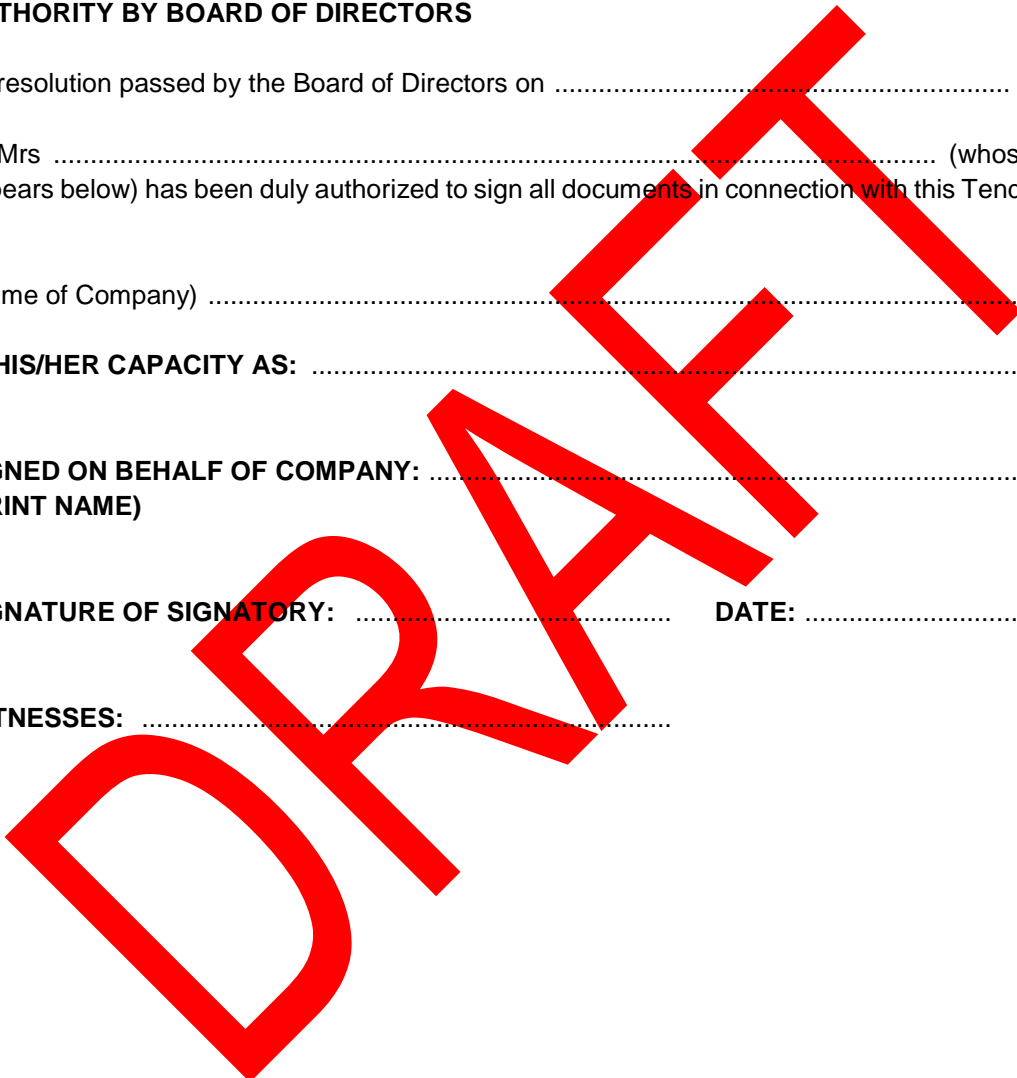 THORITY BY BOARD OF DIRECTORS
resolution passed by the Board of Directors on ..............................................................
Mrs ........................................................................................................................ (whos
pears below) has been duly authorized to sign all documents in connection with this Tend
me of Company) ..............................................................................................................
HIS/HER CAPACITY AS: ................................................................................................
GNED ON BEHALF OF COMPANY: ................................................................................
RINT NAME)
GNATURE OF SIGNATORY: ........................................... DATE: .............................
TNESSES: ........................................................................
DRAFT